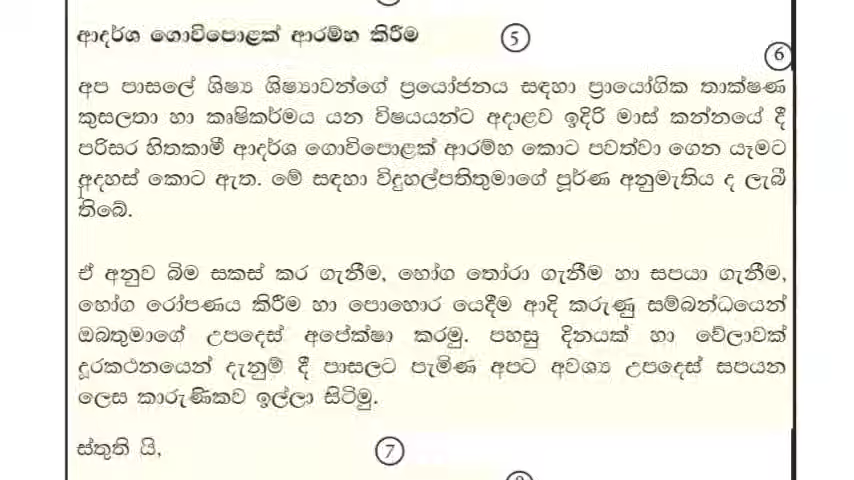 ආදර්ශ ගොවිපොළක් ආරම්භ කිරීම 5
6
අප පාසලේ ශිෂ්‍ය ශිෂ්‍යාවන්ගේ ප්‍රයෝජනය සඳහා ප්‍රායෝගික තාක්ෂණ
කුසලතා හා කෘෂිකර්මය යන විෂයයන්ට අදාළව ඉදිරි මාස් කන්නයේ දී
පරිසර හිතකාමී ආදර්ශ ගොවිපොළක් ආරම්භ කොට පවත්වා ගෙන යෑමට
අදහස් කොට ඇත. මේ සඳහා විදුහල්පතිතුමාගේ පූර්ණ අනුමැතිය ද ලැබී
තිබේ.
ඒ අනුව බිම සකස් කර ගැනීම, භෝග තෝරා ගැනීම හා සපයා ගැනීම,
භෝග රෝපණය කිරීම හා පොහොර යෙදීම ආදි කරුණු සම්බන්ධයෙන්
ඔබතුමාගේ උපදෙස් අපේක්ෂා කරමු. පහසු දිනයක් හා වේලාවක්
දුරකථනයෙන් දැනුම් දී පාසලට පැමිණ අපට අවශ්‍ය උපදෙස් සපයන
ලෙස කාරුණිකව ඉල්ලා සිටිමු.
ස්තුති යි, 7